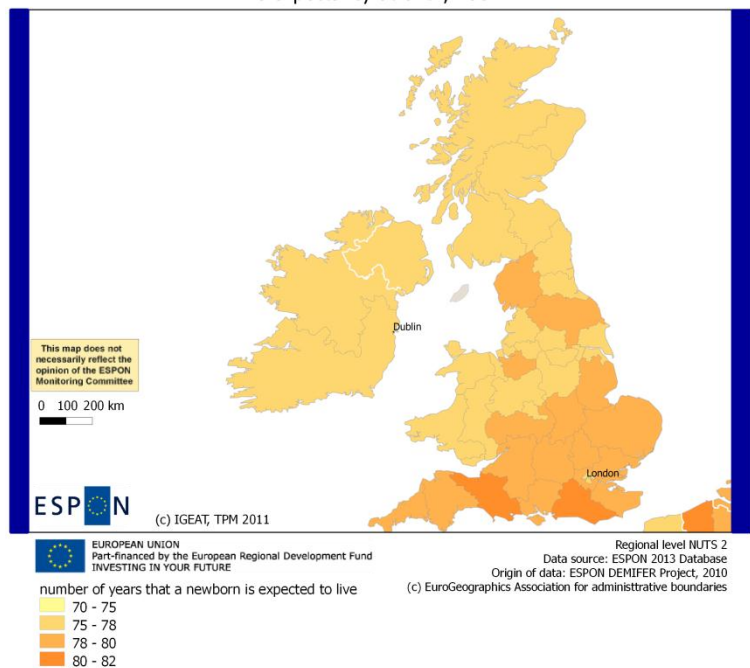 Dublin
This map does not
necessarily reflect the
opinion of the ESPON
Monitoring Committee
0 100 200 km
London
ESPON
(c) IGEAT, TPM 2011
EUROPEAN UNION
Part-financed by the European Regional Development Fund
INVESTING IN YOUR FUTURE
Regional level NUTS 2
Data source: ESPON 2013 Database
Origin of data: ESPON DEMIFER Project, 2010
(c) EuroGeographics Association for administtrative boundaries
number of years that a newborn is expected to live
70 - 75
75 - 78
78 - 80
80 - 82